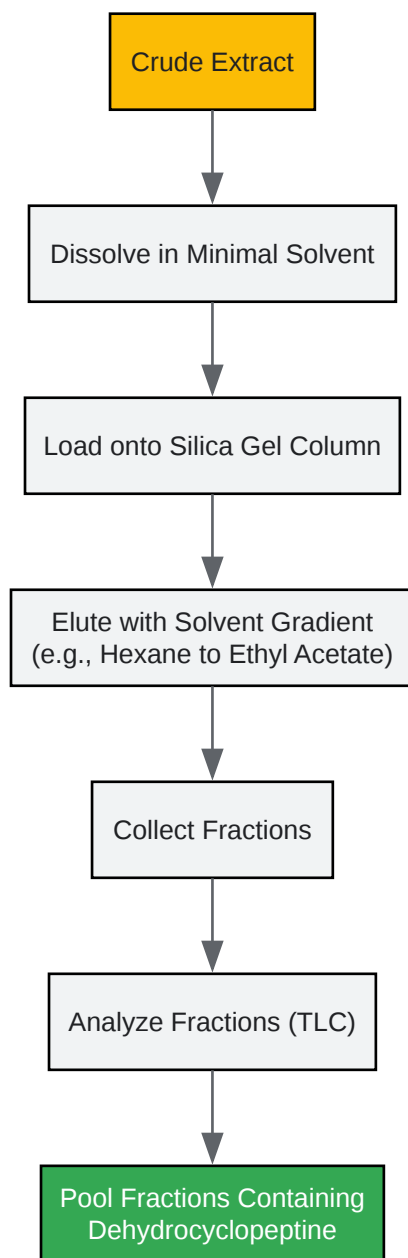 Crude Extract
Dissolve in Minimal Solvent
Load onto Silica Gel Column
Elute with Solvent Gradient
(e.g., Hexane to Ethyl Acetate)
Collect Fractions
Analyze Fractions (TLC)
Pool Fractions Containing
Dehydrocyclopeptine